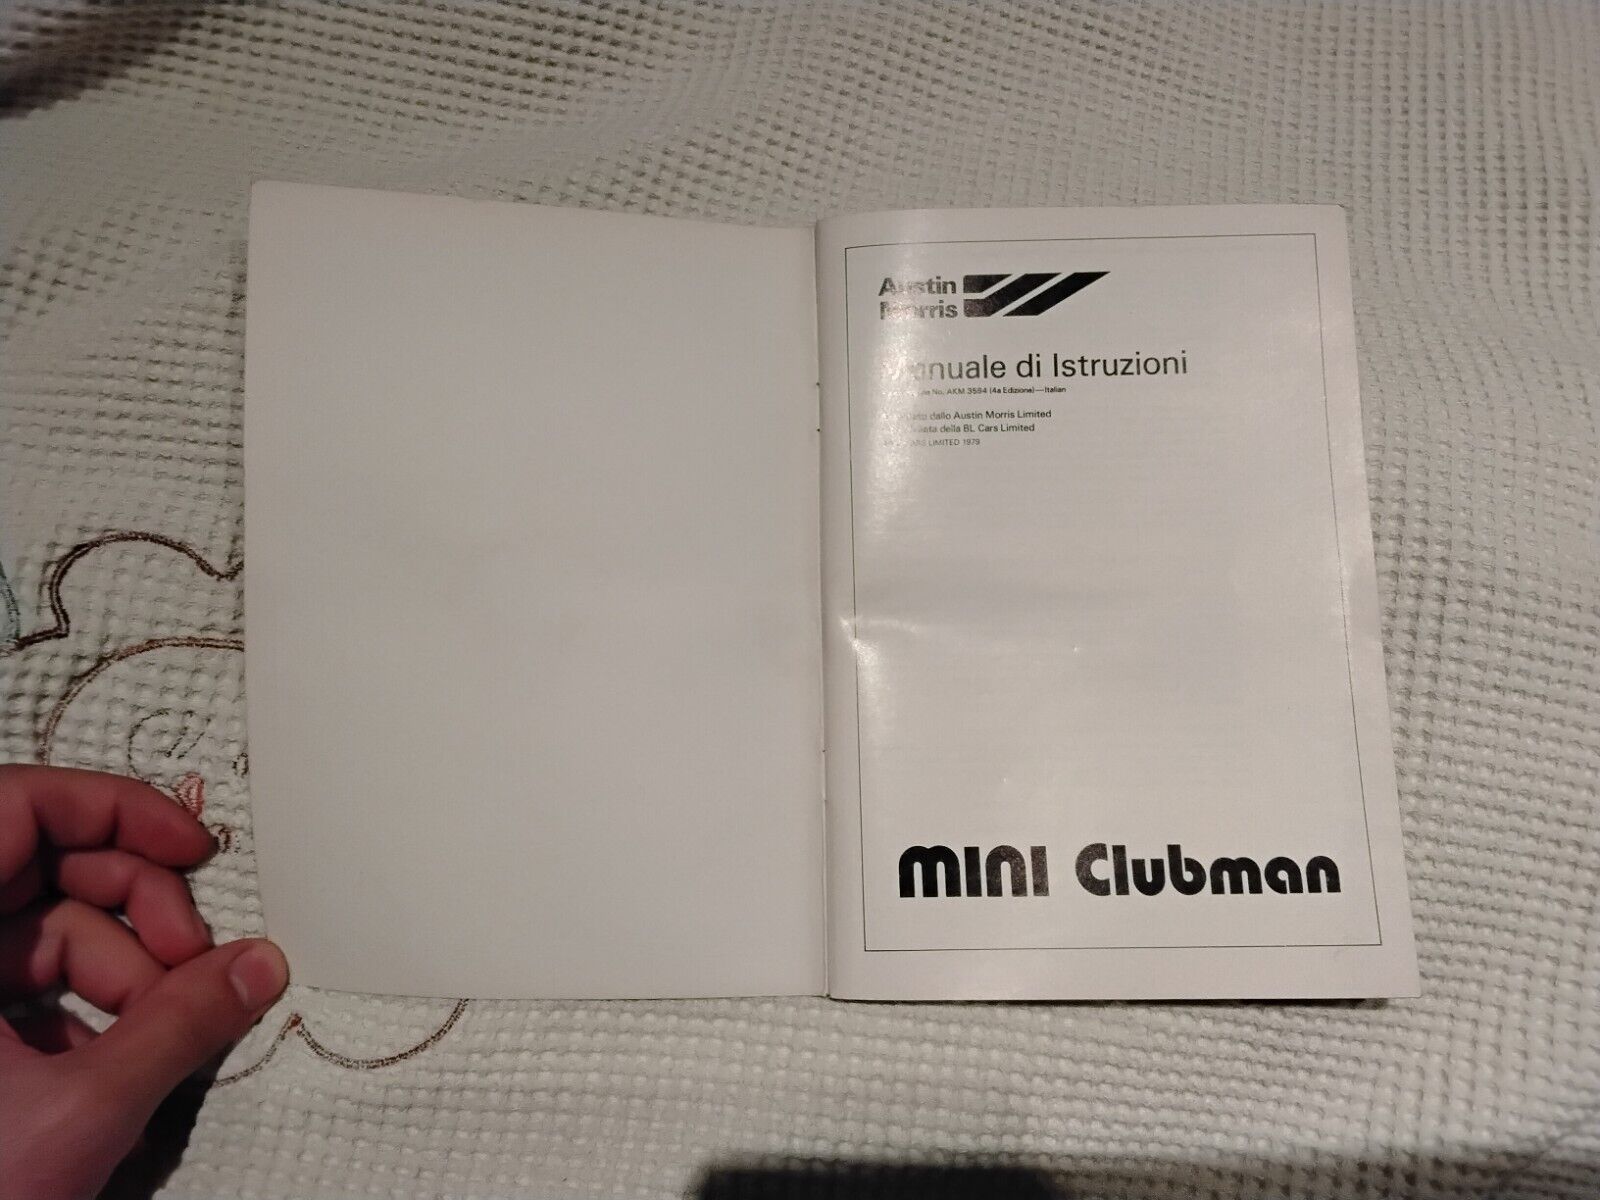 Austin
Morris
Manuale di Istruzioni
No. AKM 3594 (4a Edizione)—Italian
dallo Austin Morris Limited
della BL Cars Limited
LIMITED 1979
MINI Clubman